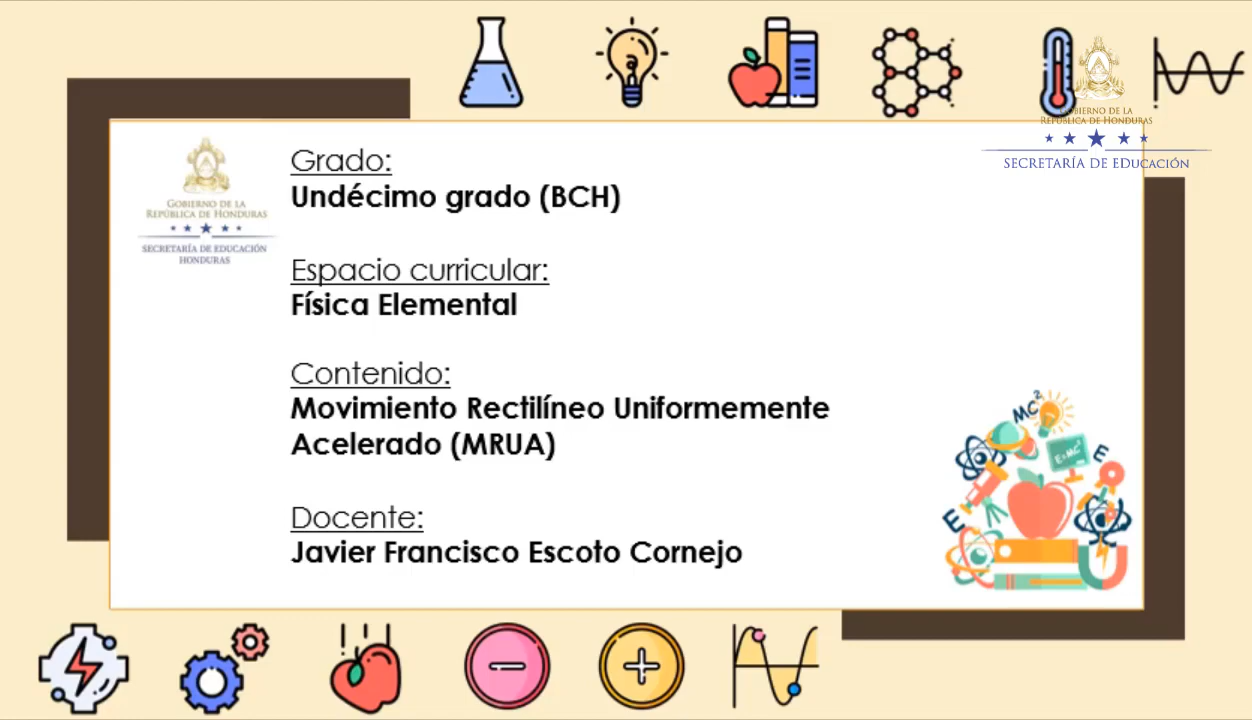 GOBIERNO DE LA
REPÚBLICA DE HONDURAS
SECRETARÍA DE EDUCACIÓN
GOBIERNO DE LA
REPÚBLICA DE HONDURAS
SECRETARÍA DE EDUCACIÓN
HONDURAS
Grado:
Undécimo grado (BCH)
Espacio curricular:
Física Elemental
Contenido:
Movimiento Rectilíneo Uniformemente
Acelerado (MRUA)
Docente:
Javier Francisco Escoto Cornejo
MC²
E=MC²
E
E